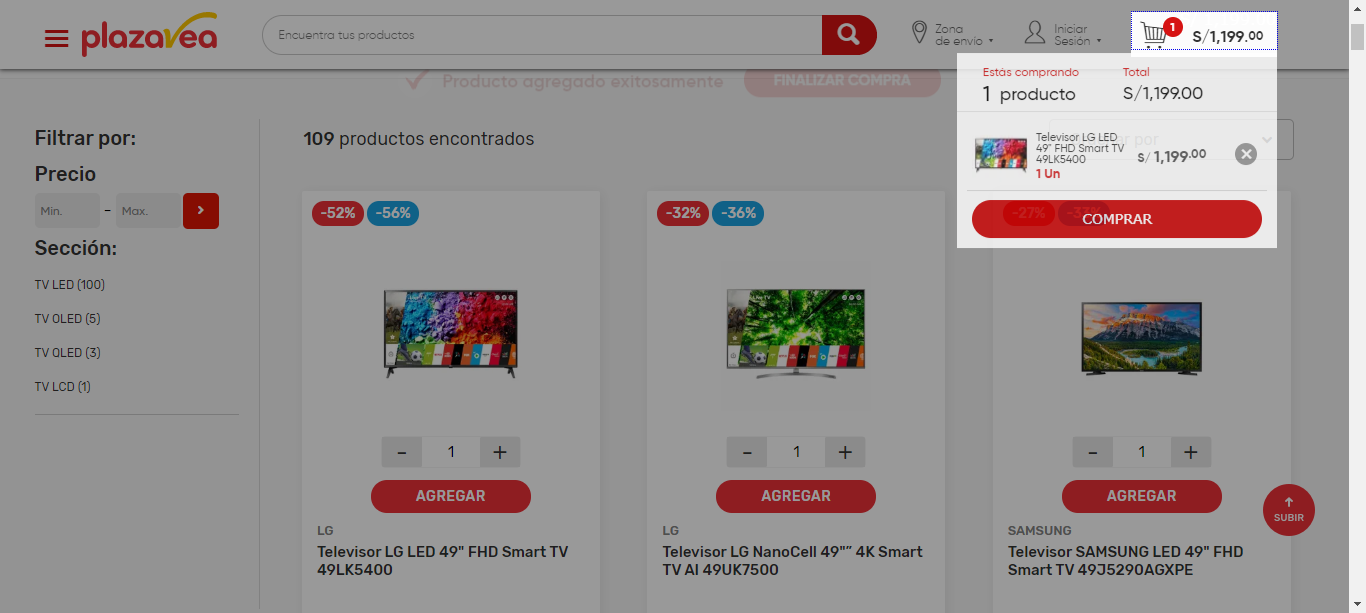 plazavea
Encuentra tus productos
Zona
de envío
Iniciar
Sesión
1
S/1,199.00
Producto agregado exitosamente
FINALIZAR COMPRA
Estás comprando
Total
1 producto
S/1,199.00
Televisor LG LED
49" FHD Smart TV
49LK5400
1 Un
S/ 1,199.00
COMPRAR
Filtrar por:
Precio
Min.
–
Max.
Sección:
TV LED (100)
TV OLED (5)
TV QLED (3)
TV LCD (1)
109 productos encontrados
por
-52%
-56%
- 1 +
AGREGAR
LG
Televisor LG LED 49" FHD Smart TV
49LK5400
-32%
-36%
- 1 +
AGREGAR
LG
Televisor LG NanoCell 49"” 4K Smart
TV AI 49UK7500
-27%
- 1 +
AGREGAR
SAMSUNG
Televisor SAMSUNG LED 49" FHD
Smart TV 49J5290AGXPE
SUBIR